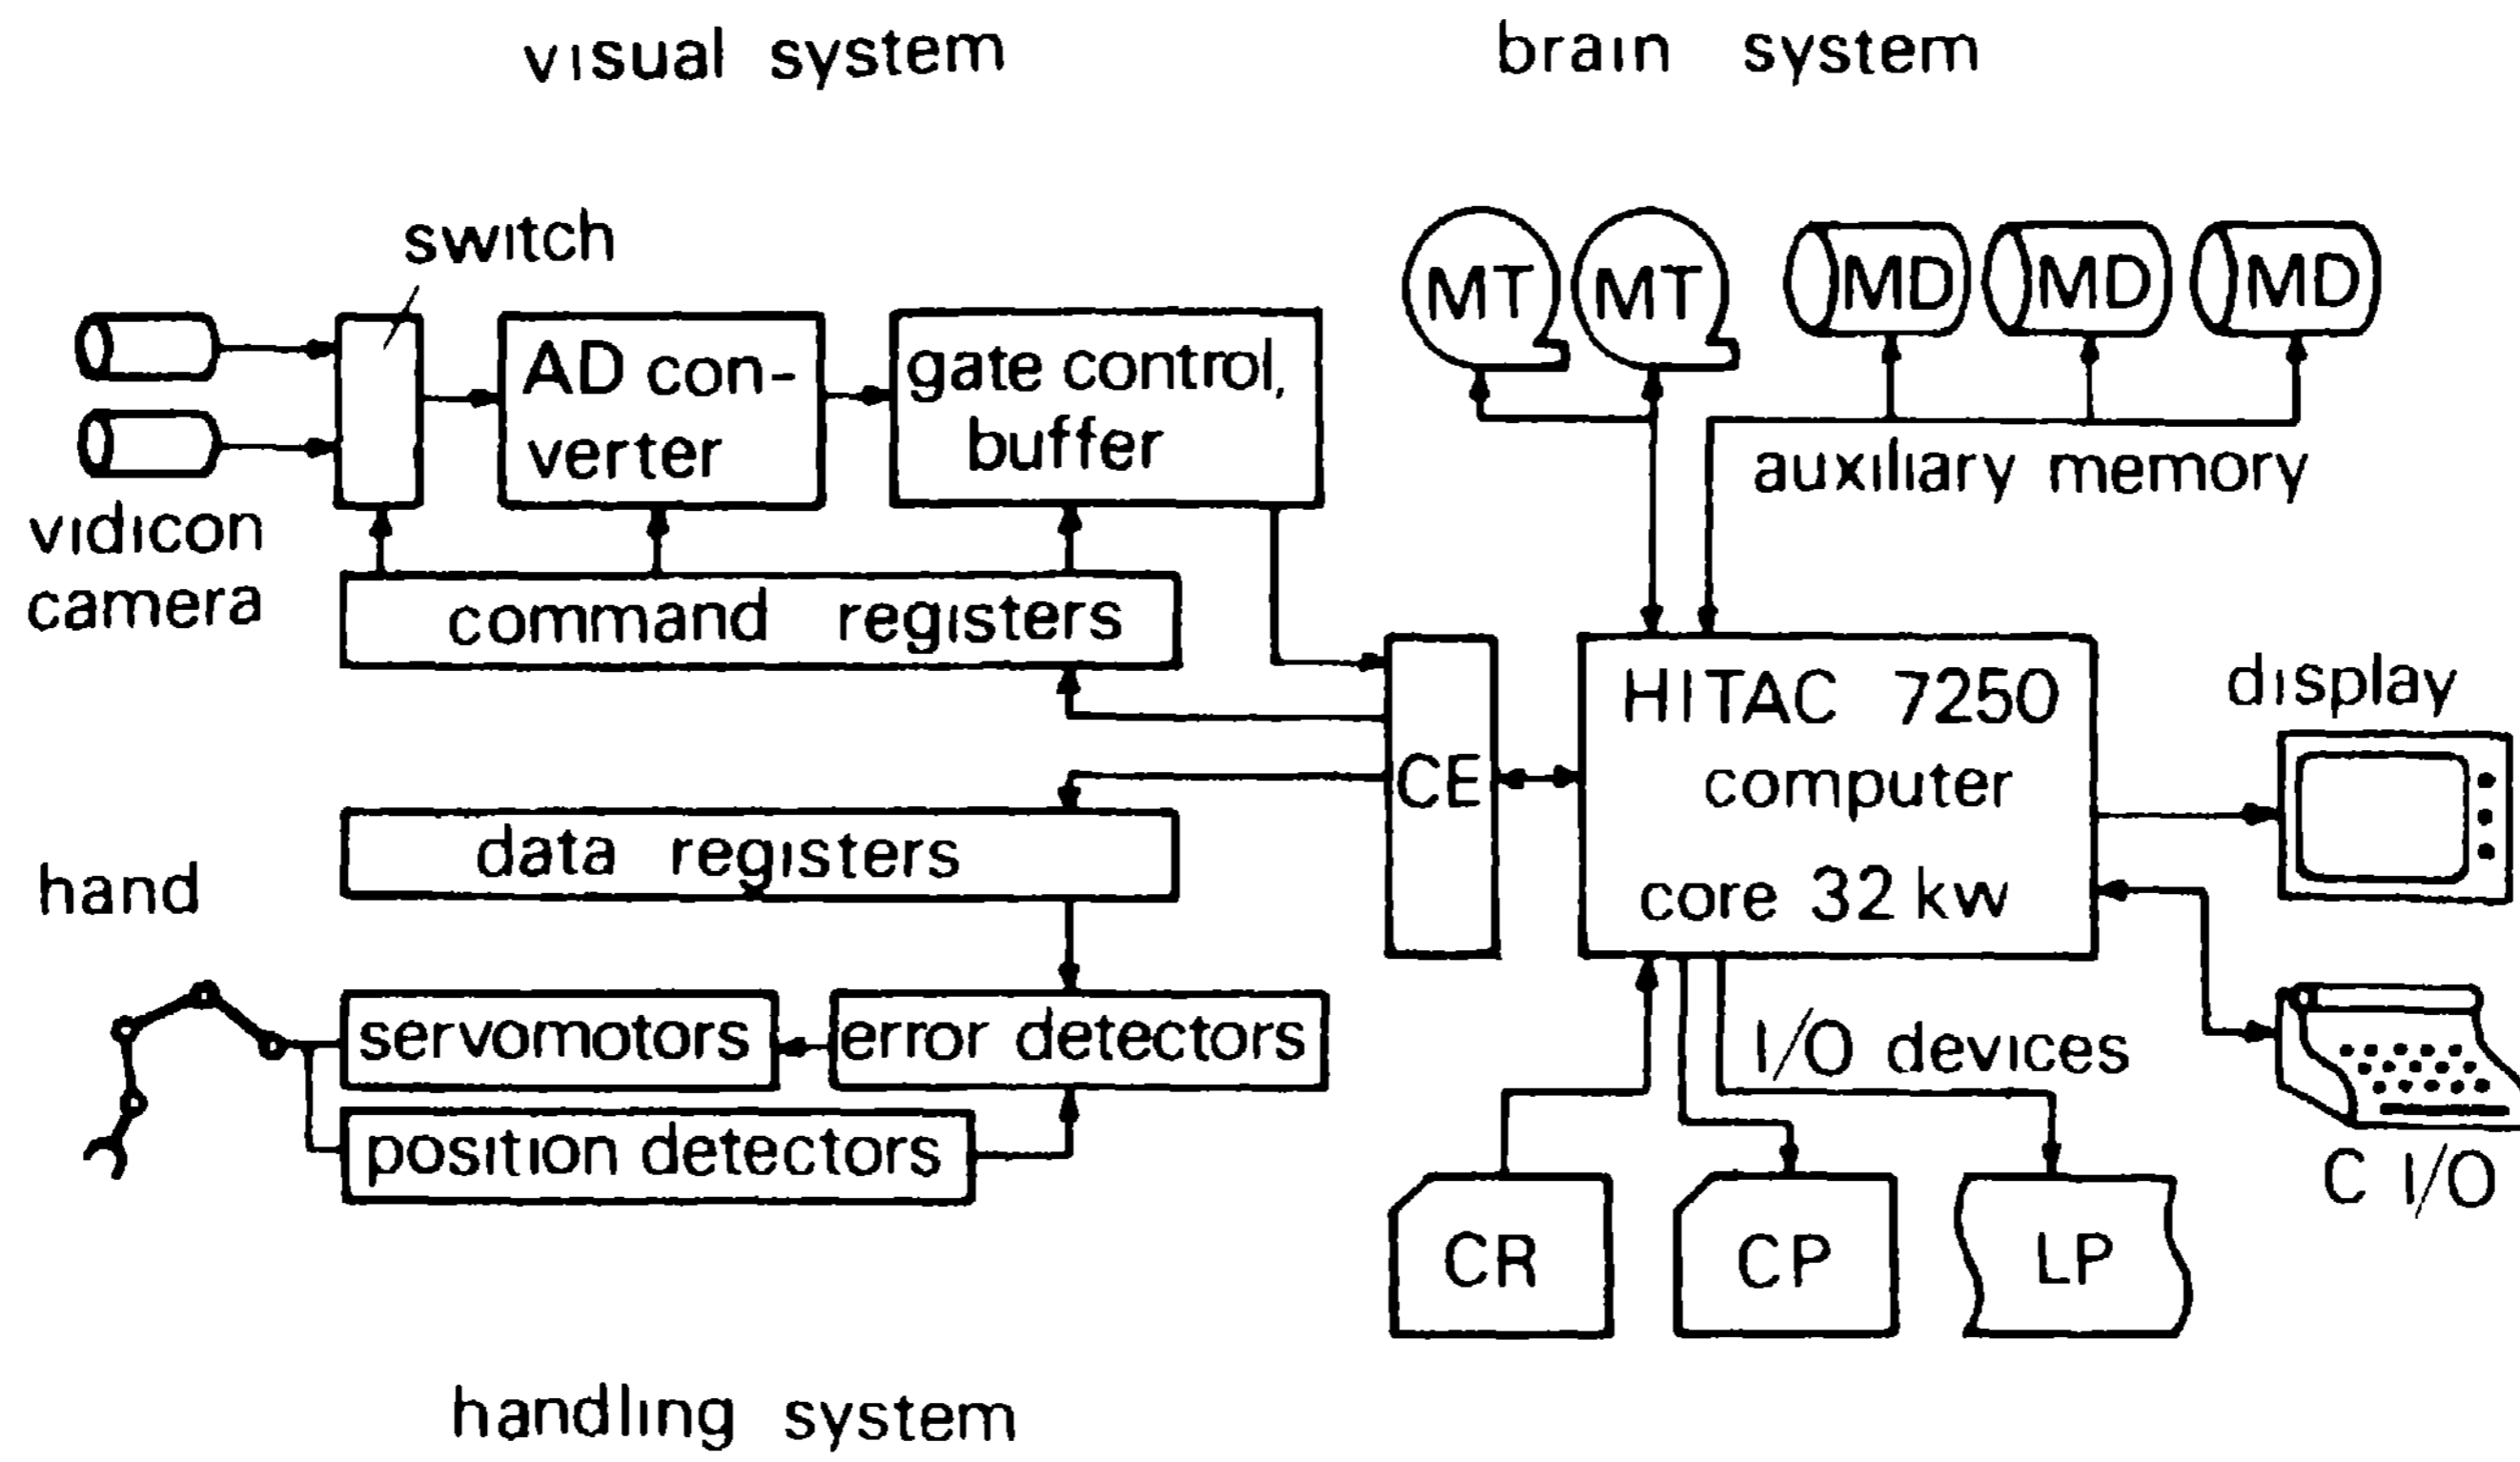 visual system
brain system
switch
MT
MT
MD
MD
MD
AD con-
verter
gate control,
buffer
auxiliary memory
vidicon
camera
command registers
HITAC 7250
computer
core 32 kw
display
CE
data registers
hand
servomotors
error detectors
I/O devices
position detectors
C I/O
CR
CP
LP
handling system